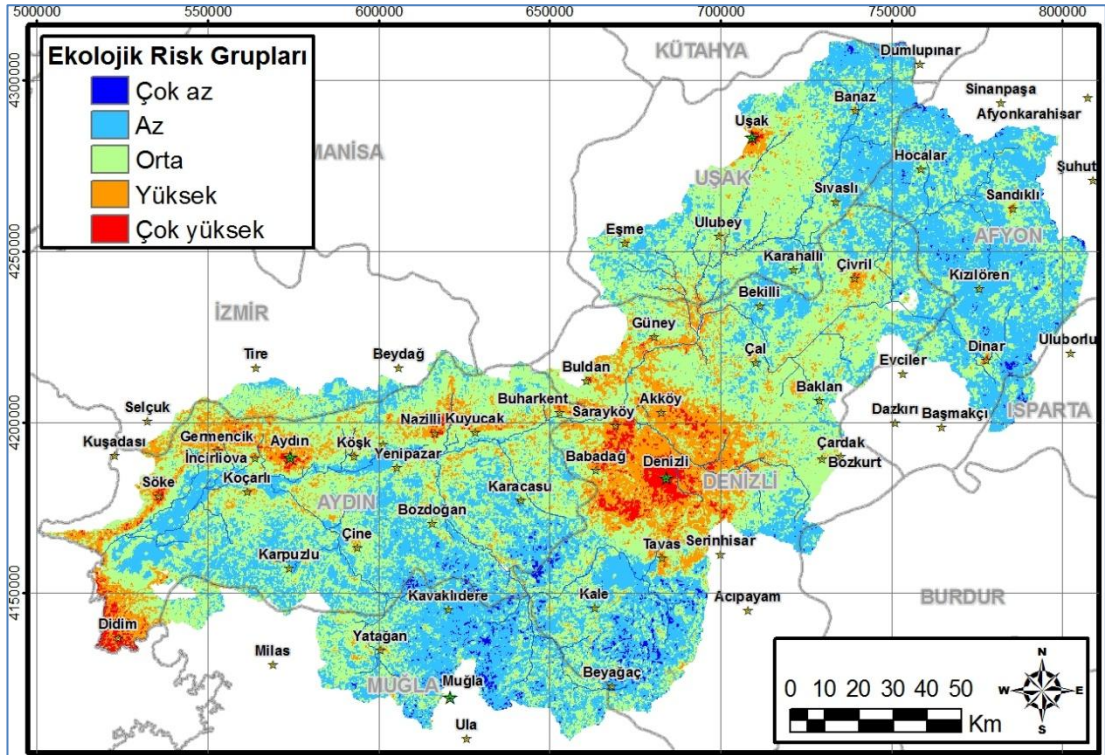 500000 550000 600000 650000 700000 750000 800000
4300000
4250000
4200000
4150000
Ekolojik Risk Grupları
Çok az
Az
Orta
Yüksek
Çok yüksek
KÜTAHYA
Dumlupınar
Sinanpaşa
Afyonkarahisar
Banaz
Uşak
MANİSA
Hocalar
Şuhut
UŞAK
Sıvaslı
Sandıklı
Ulubey
Eşme
AFYON
Karahallı
Çivril
Kızılören
Bekilli
İZMİR
Güney
Tire
Beydağ
Buldan
Çal
Evciler
Dinar
Uluborlu
Selçuk
Buharkent
Sarayköy
Akköy
Baklan
Dazkırı
Başmakçı
ISPARTA
Kuşadası
Germencik
Aydın
Köşk
Nazilli
Kuyucak
İncirliova
Yenipazar
Babadağ
Denizli
Çardak
Bozkurt
Söke
Koçarlı
AYDIN
Karacasu
DENİZLİ
Bozdoğan
Çine
Tavas
Serinhisar
Karpuzlu
Kavaklıdere
Kale
Acıpayam
BURDUR
Didim
Milas
Yatağan
MUĞLA
Muğla
Beyağaç
Ula
N
W
E
S
0 5 10 20 30 40 50
Km